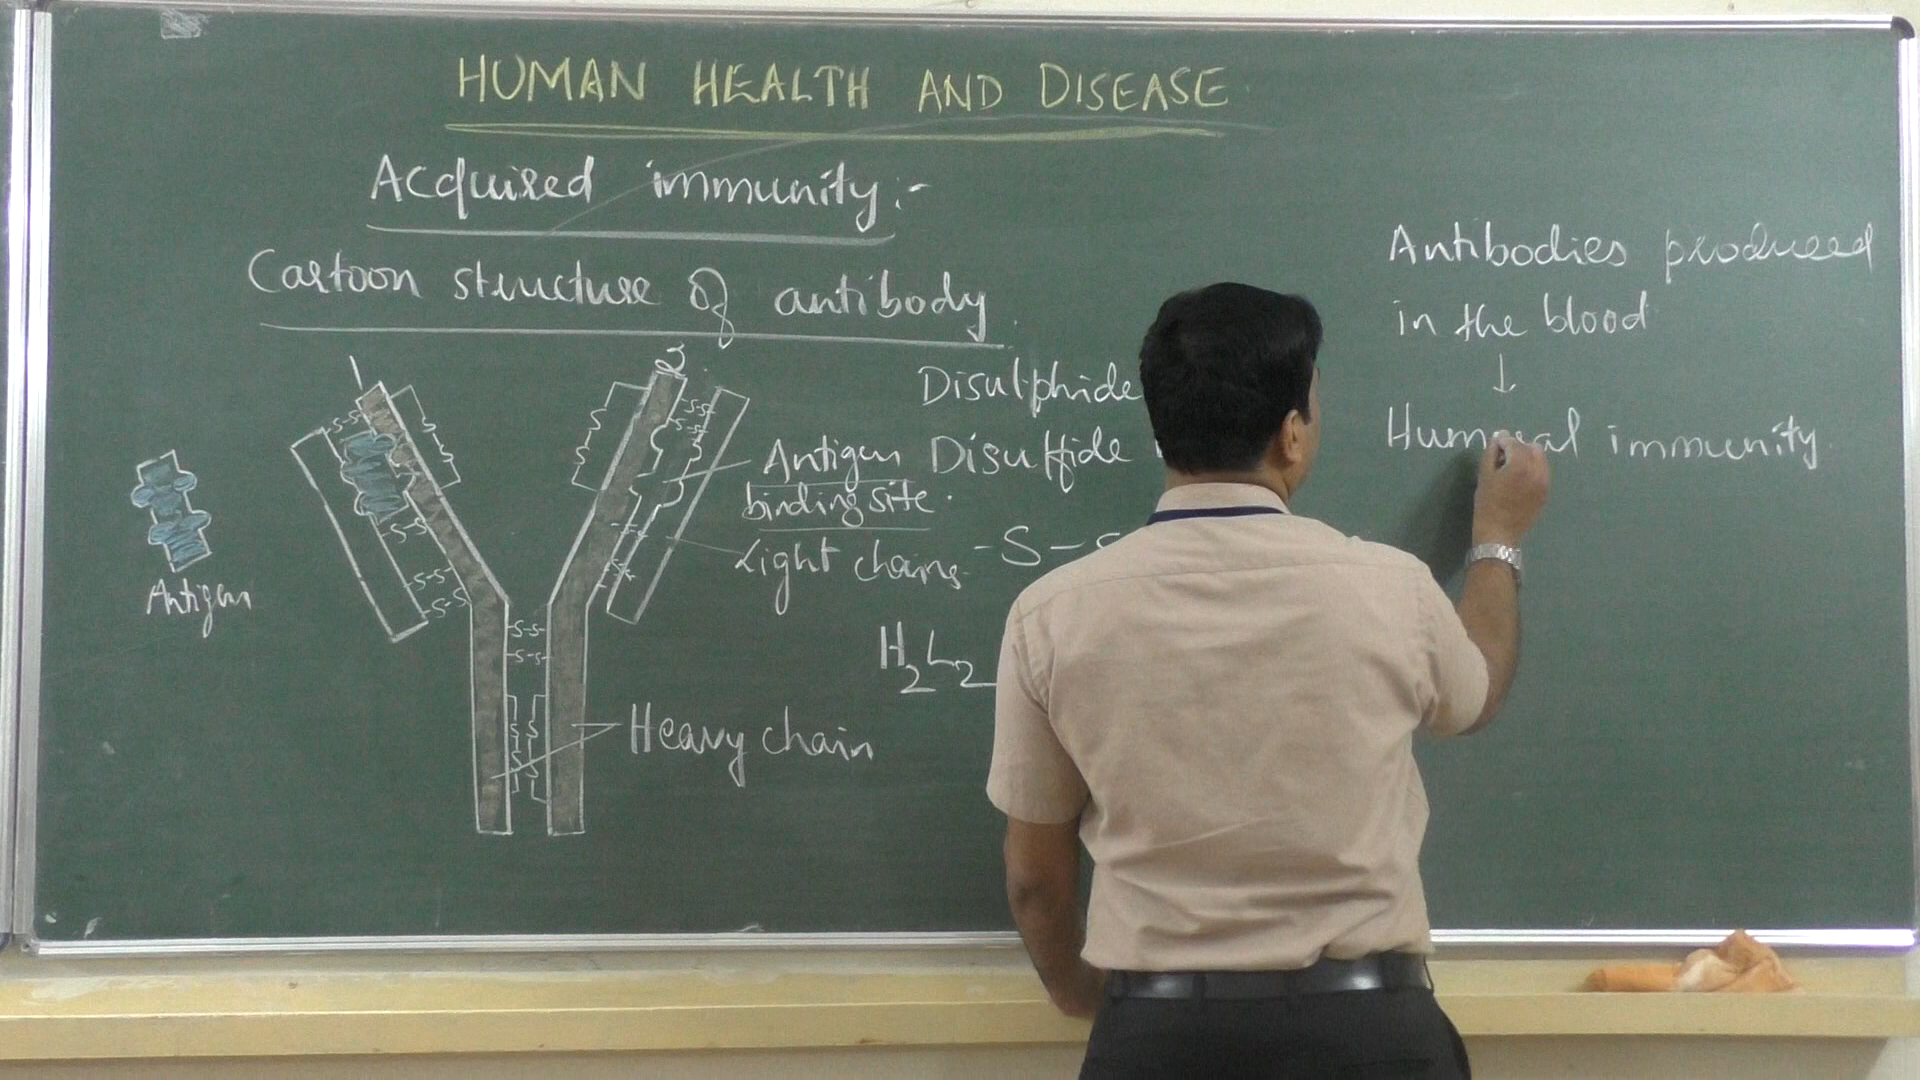 HUMAN HEALTH AND DISEASE
Acquired immunity:-
Cartoon structure of antibody
Antibodies produced
in the blood
↓
Humoral immunity
Disulphide
Disulfide
Antigen
binding site.
Light chains
-S-S
H2L2
Heavy chain
Antigen
S-S
S-S
S-S
S-S
S-S
S-S
S-S
S-S